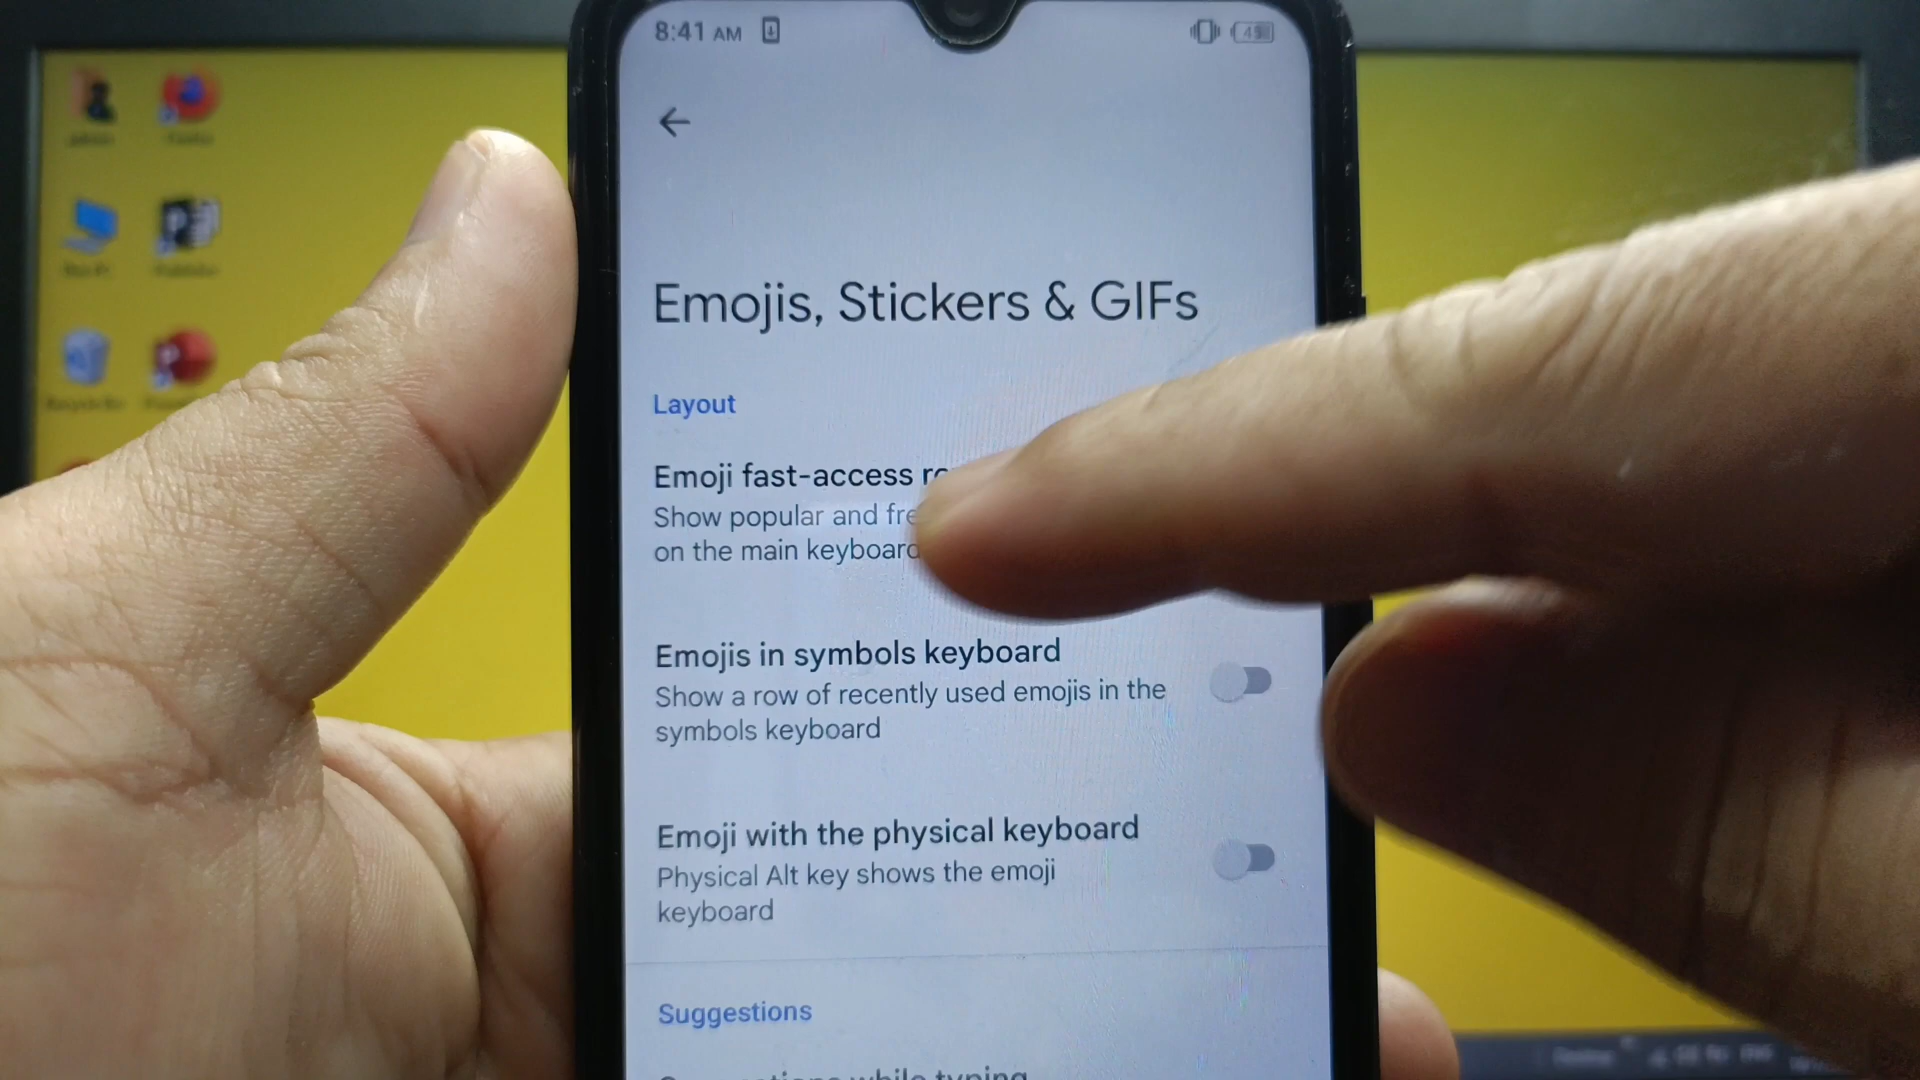 8:41 AM
Emojis, Stickers & GIFs
Layout
Emoji fast-access
Show popular and
on the main keyboard
Emojis in symbols keyboard
Show a row of recently used emojis in the
symbols keyboard
Emoji with the physical keyboard
Physical Alt key shows the emoji
keyboard
Suggestions
while typing